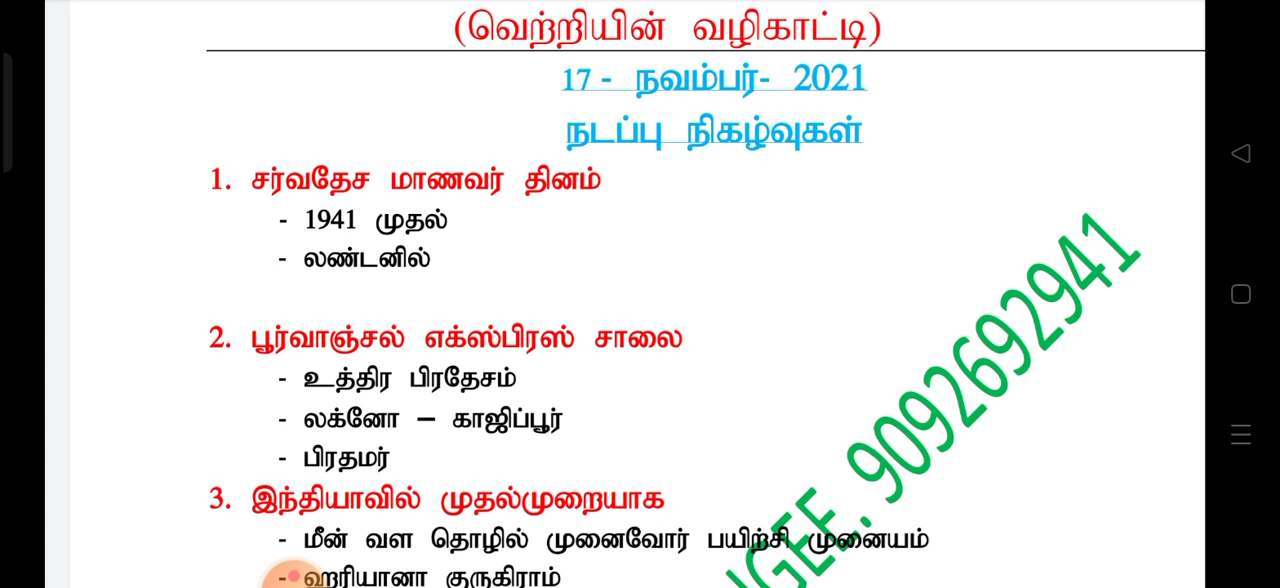 (வெற்றியின் வழிகாட்டி)
17 - நவம்பர்- 2021
நடப்பு நிகழ்வுகள்
1. சர்வதேச மாணவர் தினம்
- 1941 முதல்
- லண்டனில்
2. பூர்வாஞ்சல் எக்ஸ்பிரஸ் சாலை
- உத்திர பிரதேசம்
- லக்னோ – காஜிப்பூர்
- பிரதமர்
3. இந்தியாவில் முதல்முறையாக
- மீன் வள தொழில் முனைவோர் பயிற்சி முனையம்
- ஹரியானா குருகிராம்
9092692941